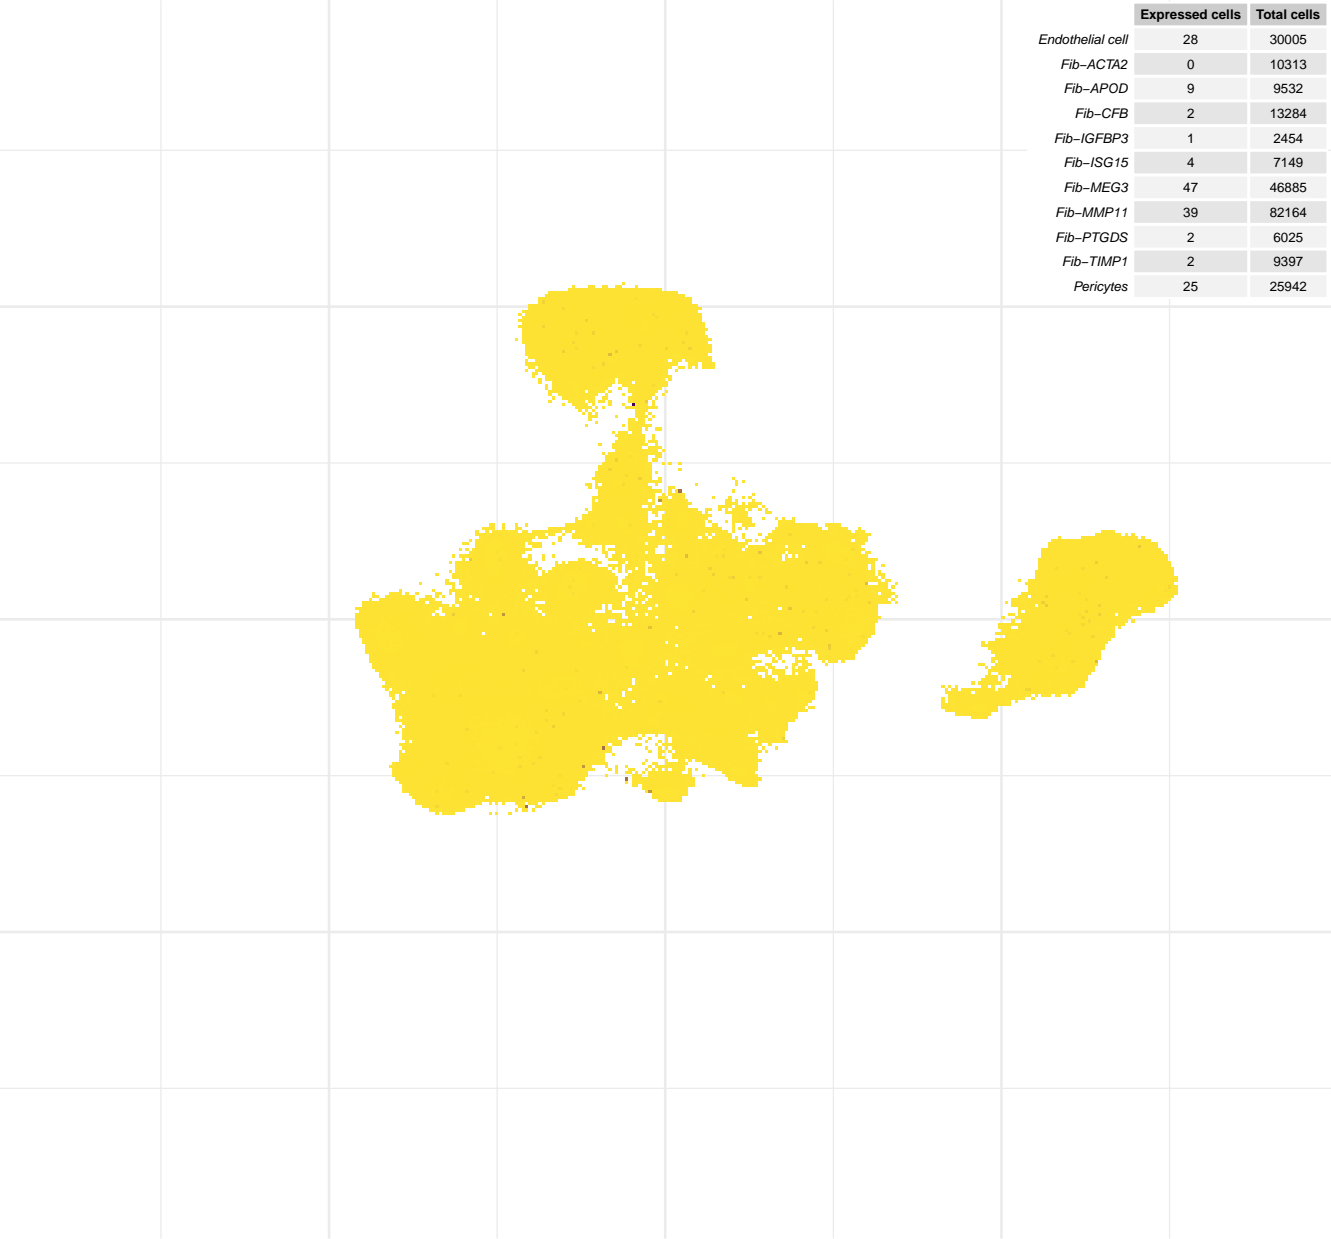 Expressed cells Total cells
Endothelial cell 28 30005
Fib−ACTA2 0 10313
Fib−APOD 9 9532
Fib−CFB 2 13284
Fib−IGFBP3 1 2454
Fib−ISG15 4 7149
Fib−MEG3 47 46885
Fib−MMP11 39 82164
Fib−PTGDS 2 6025
Fib−TIMP1 2 9397
Pericytes 25 25942